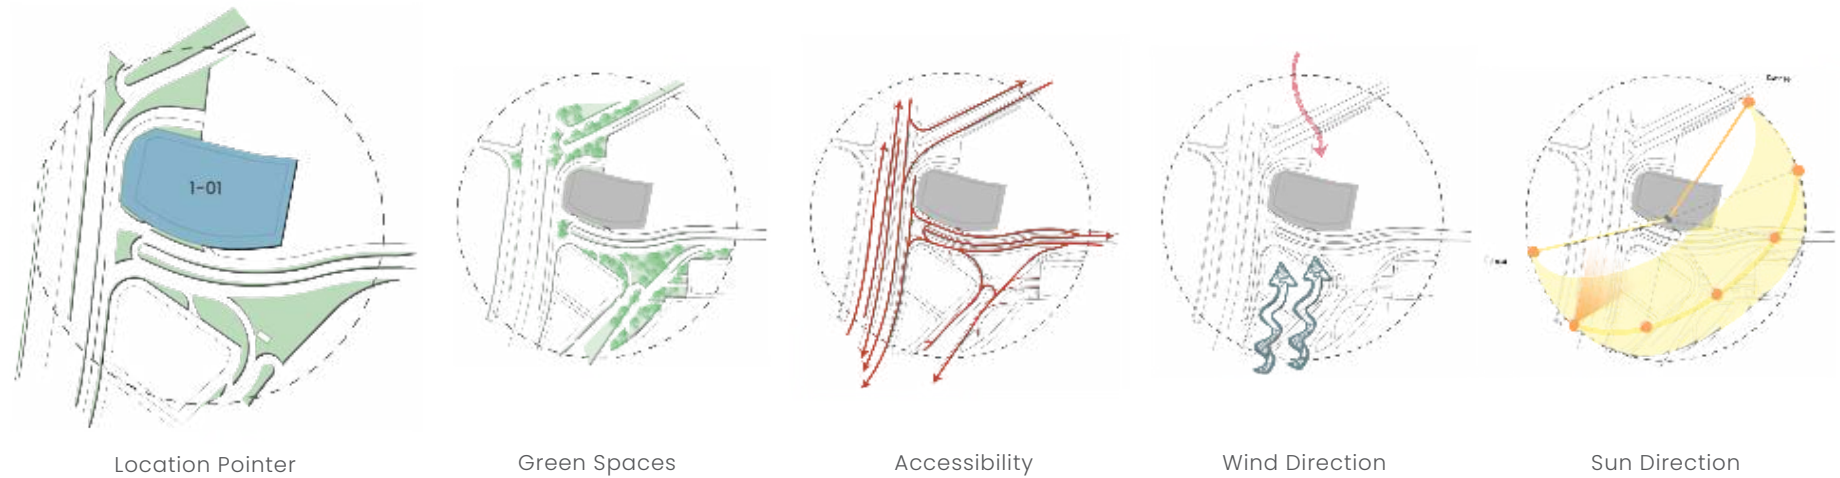 1-01
Location Pointer
Green Spaces
Accessibility
Wind Direction
Sun Direction